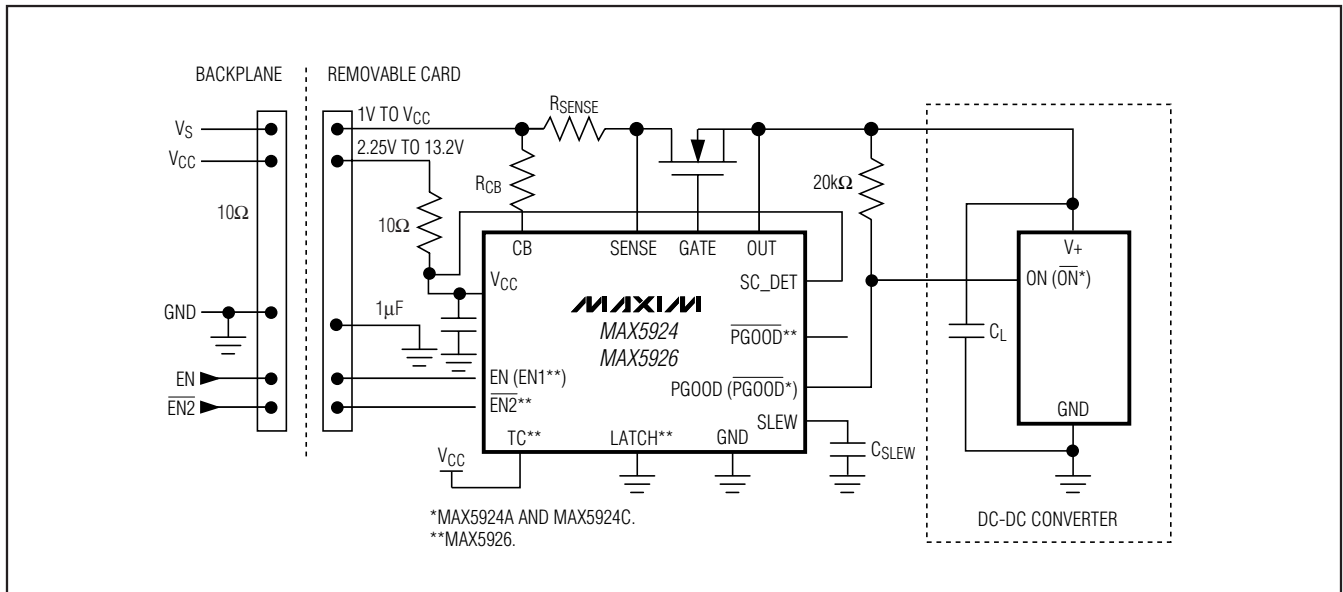 BACKPLANE
REMOVABLE CARD
VS
VCC
10Ω
GND
EN
EN2
1V TO VCC
2.25V TO 13.2V
RSENSE
RCB
10Ω
1μF
20kΩ
CB
SENSE
GATE
OUT
VCC
SC_DET
MAXIM
MAX5924
MAX5926
PGOOD**
EN (EN1**)
PGOOD (PGOOD*)
EN2**
SLEW
TC**
LATCH**
GND
VCC
CSLEW
V+
ON (ON*)
CL
GND
DC-DC CONVERTER
*MAX5924A AND MAX5924C.
**MAX5926.